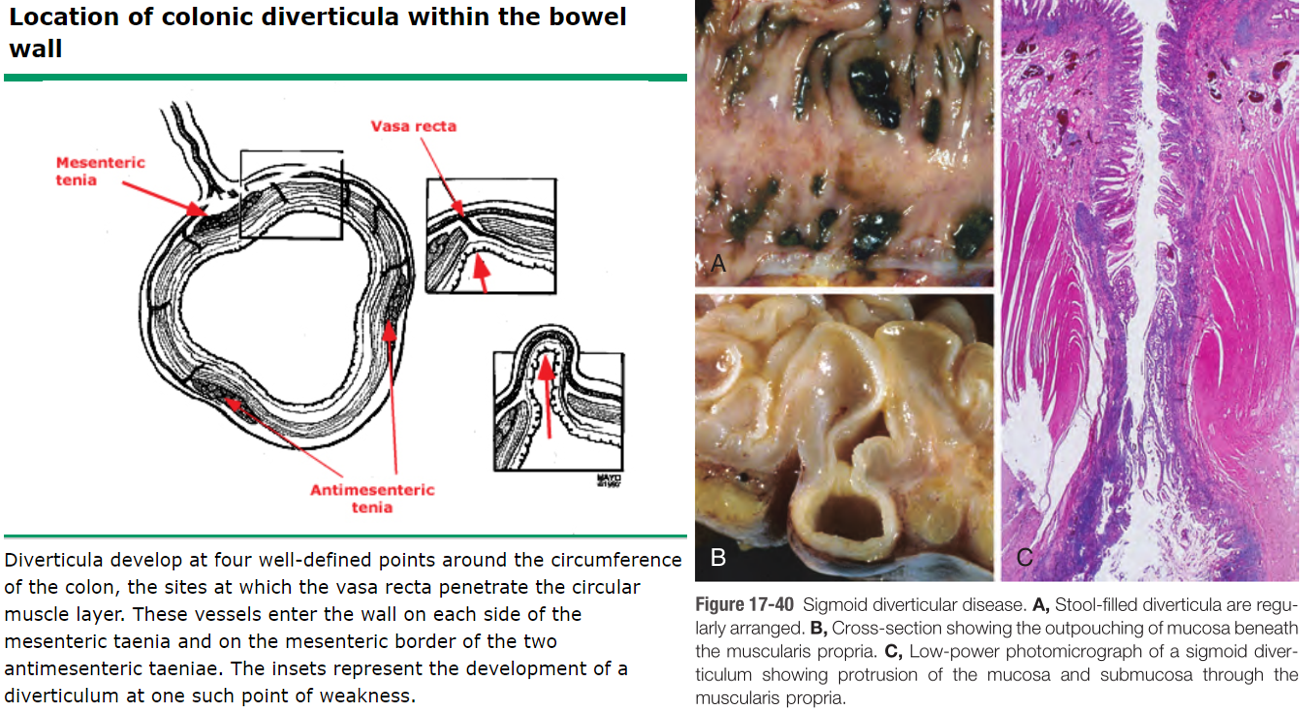 Location of colonic diverticula within the bowel
wall
Vasa recta
Mesenteric
tenia
Antimesenteric
tenia
MAYO
©1995
Diverticula develop at four well-defined points around the circumference
of the colon, the sites at which the vasa recta penetrate the circular
muscle layer. These vessels enter the wall on each side of the
mesenteric taenia and on the mesenteric border of the two
antimesenteric taeniae. The insets represent the development of a
diverticulum at one such point of weakness.
A
B
C
Figure 17-40 Sigmoid diverticular disease. A, Stool-filled diverticula are regu-
larly arranged. B, Cross-section showing the outpouching of mucosa beneath
the muscularis propria. C, Low-power photomicrograph of a sigmoid diver-
ticulum showing protrusion of the mucosa and submucosa through the
muscularis propria.